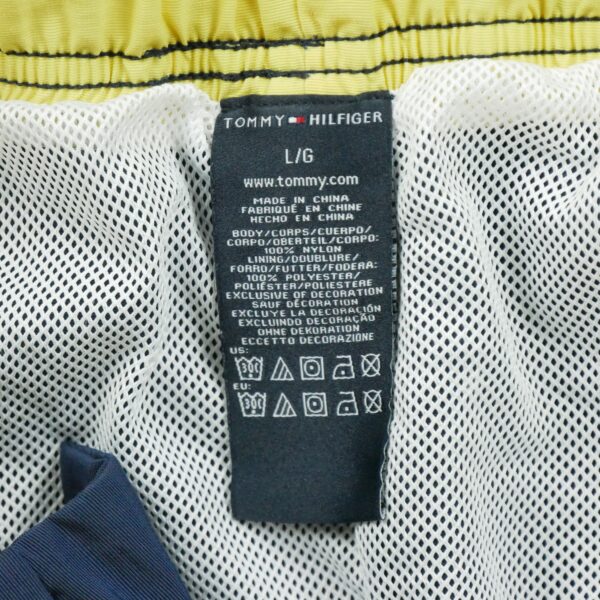 TOMMY HILFIGER
L/G
www.tommy.com
MADE IN CHINA
FABRIQUÉ EN CHINE
HECHO EN CHINA
BODY/CORPS/CUERPO/
CORPO/OBERTEIL/CORPO:
100% NYLON
LINING/DOUBLURE/
FORRO/FUTTER/FODERA:
100% POLYESTER/
POLIÉSTER/POLIESTERE
EXCLUSIVE OF DECORATION
SAUF DÉCORATION
EXCLUYE LA DECORACIÓN
EXCLUINDO DECORAÇÃO
OHNE DEKORATION
ECCETTO DECORAZIONE
US:
30C
EU:
30C